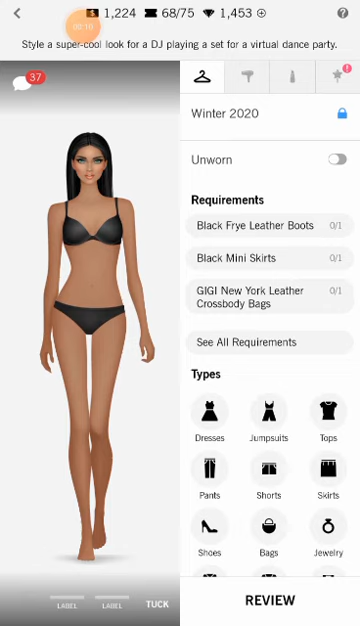 1,224 68/75 1,453
00:10
Style a super-cool look for a DJ playing a set for a virtual dance party.
37
Winter 2020
Unworn
Requirements
Black Frye Leather Boots 0/1
Black Mini Skirts 0/1
GIGI New York Leather 0/1
Crossbody Bags
See All Requirements
Types
Dresses Jumpsuits Tops
Pants Shorts Skirts
Shoes Bags Jewelry
LABEL LABEL TUCK
REVIEW